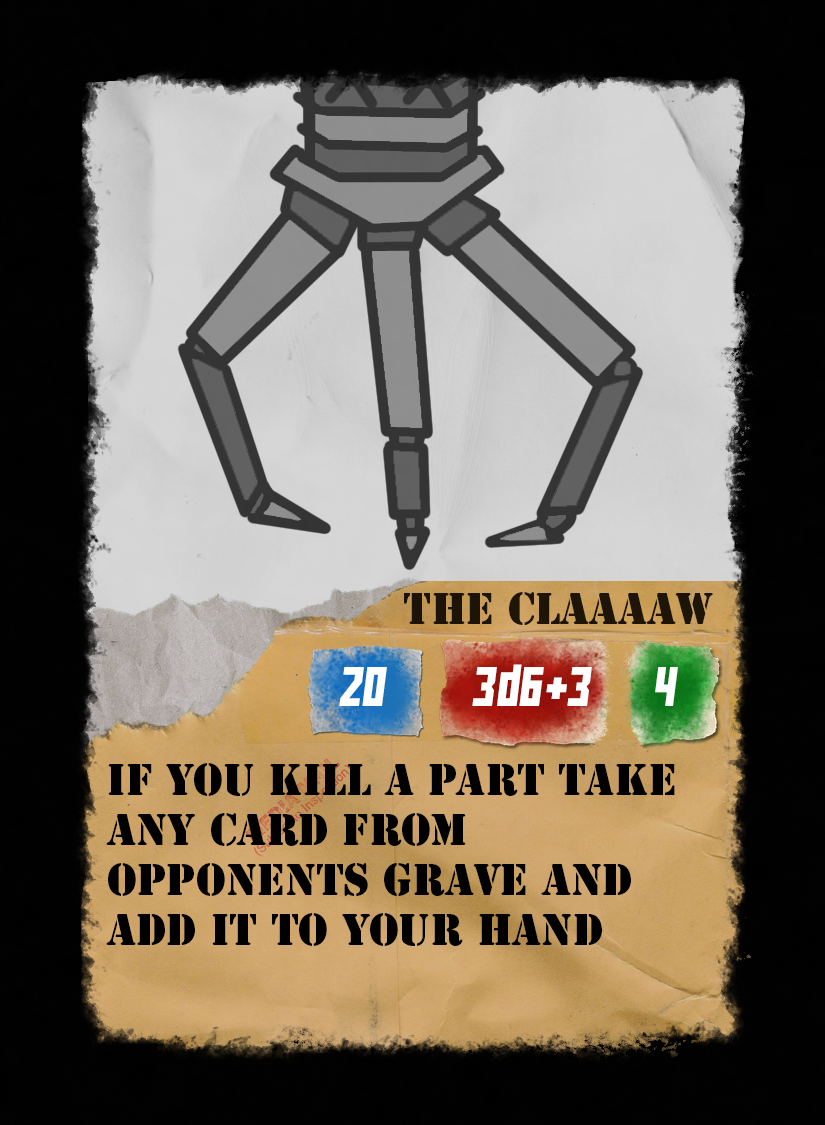 THE CLAAAAW
20 3d6+3 4
IF YOU KILL A PART TAKE
ANY CARD FROM
OPPONENTS GRAVE AND
ADD IT TO YOUR HAND